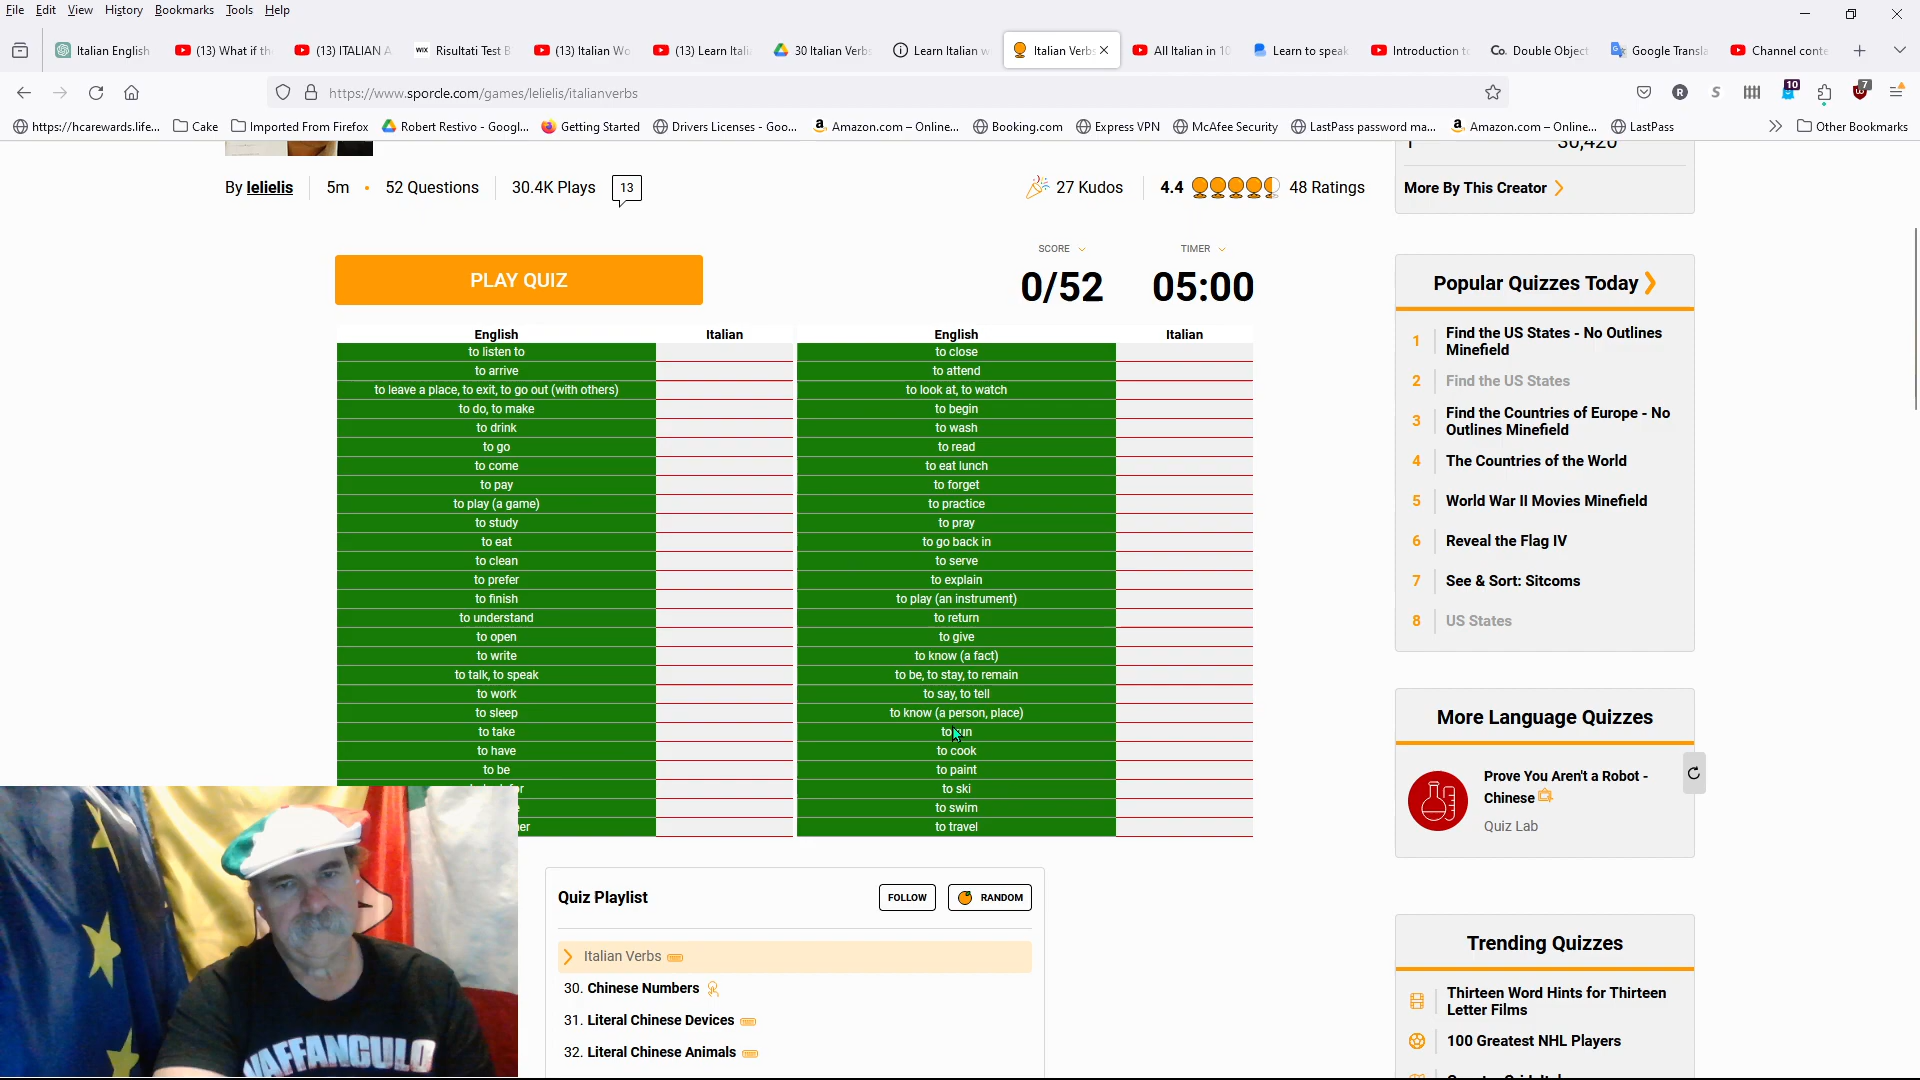 File Edit View History Bookmarks Tools Help
Italian English
(13) What if th
(13) ITALIAN A
WIX Risultati Test B
(13) Italian Wo
(13) Learn Itali
30 Italian Verbs
Learn Italian w
Italian Verbs
All Italian in 10
Learn to speak
Introduction to
Co. Double Object
Google Transla
Channel conte
https://www.sporcle.com/games/lelielis/italianverbs
R
S
10
7
https://hcarewards.life...
Cake
Imported From Firefox
Robert Restivo - Googl...
Getting Started
Drivers Licenses - Goo...
Amazon.com – Online...
Booking.com
Express VPN
McAfee Security
LastPass password ma...
Amazon.com – Online...
LastPass
Other Bookmarks
By lelielis
5m • 52 Questions
30.4K Plays
13
27 Kudos
4.4
48 Ratings
PLAY QUIZ
SCORE
0/52
TIMER
05:00
English Italian
to listen to
to arrive
to leave a place, to exit, to go out (with others)
to do, to make
to drink
to go
to come
to pay
to play (a game)
to study
to eat
to clean
to prefer
to finish
to understand
to open
to write
to talk, to speak
to work
to sleep
to take
to have
to be
English Italian
to close
to attend
to look at, to watch
to begin
to wash
to read
to eat lunch
to forget
to practice
to pray
to go back in
to serve
to explain
to play (an instrument)
to return
to give
to know (a fact)
to be, to stay, to remain
to say, to tell
to know (a person, place)
to run
to cook
to paint
to ski
to swim
to travel
VAFFANCULO
Quiz Playlist
FOLLOW
RANDOM
Italian Verbs
30. Chinese Numbers
31. Literal Chinese Devices
32. Literal Chinese Animals
30,420
More By This Creator
Popular Quizzes Today
1 Find the US States - No Outlines
Minefield
2 Find the US States
3 Find the Countries of Europe - No
Outlines Minefield
4 The Countries of the World
5 World War II Movies Minefield
6 Reveal the Flag IV
7 See & Sort: Sitcoms
8 US States
More Language Quizzes
Prove You Aren't a Robot -
Chinese
Quiz Lab
Trending Quizzes
Thirteen Word Hints for Thirteen
Letter Films
100 Greatest NHL Players